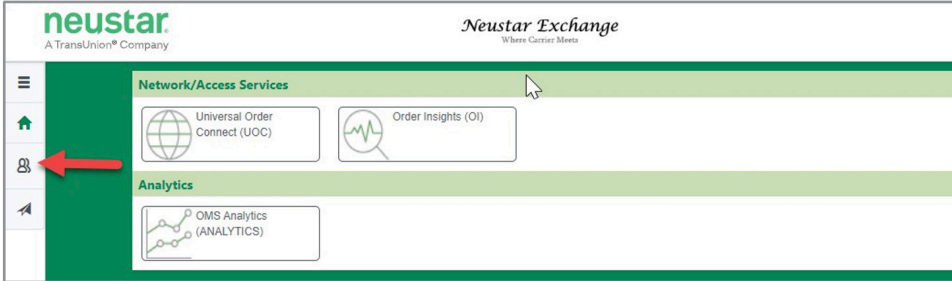 neustar.
A TransUnion® Company
Neustar Exchange
Where Carrier Meets
Network/Access Services
Universal Order
Connect (UOC)
Order Insights (OI)
Analytics
OMS Analytics
(ANALYTICS)